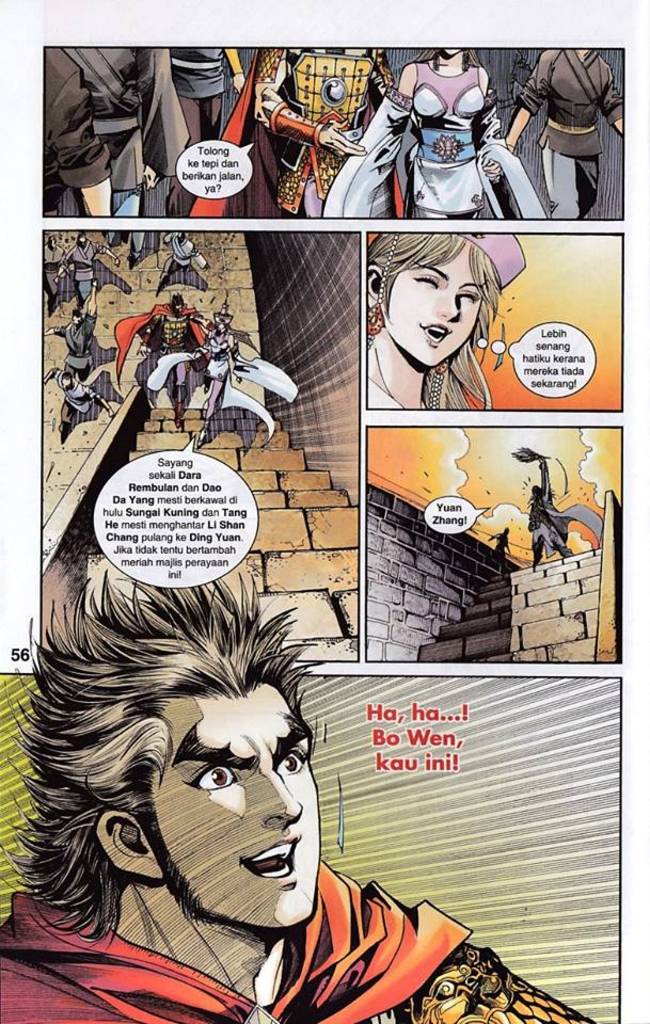 Tolong
ke tepi dan
berikan jalan,
ya?
Sayang
sekali Dara
Rembulan dan Dao
Da Yang mesti berkawal di
hulu Sungai Kuning dan Tang
He mesti menghantar Li Shan
Chang pulang ke Ding Yuan.
Jika tidak tentu bertambah
meriah majlis perayaan
ini!
Lebih
senang
hatiku kerana
mereka tiada
sekarang!
Yuan
Zhang!
56
Ha, ha...!
Bo Wen,
kau ini!